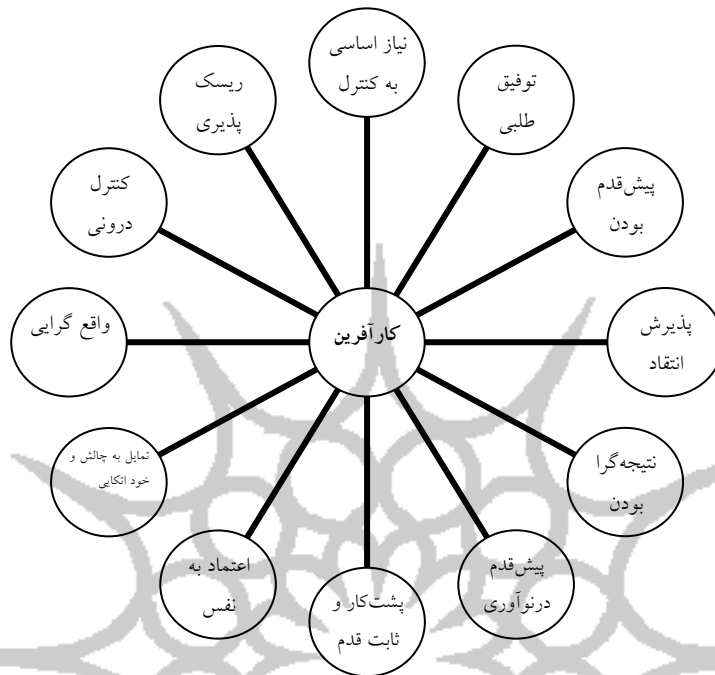 نیاز اساسی
به کنترل
توفیق
طلبی
پیش‌قدم
بودن
پذیرش
انتقاد
نتیجه‌گرا
بودن
پیش‌قدم
درنوآوری
پشت‌کار و
ثابت قدم
اعتماد به
نفس
تمایل به چالش و
خود اتکایی
واقع گرایی
کنترل
درونی
ریسک
پذیری
کارآفرین